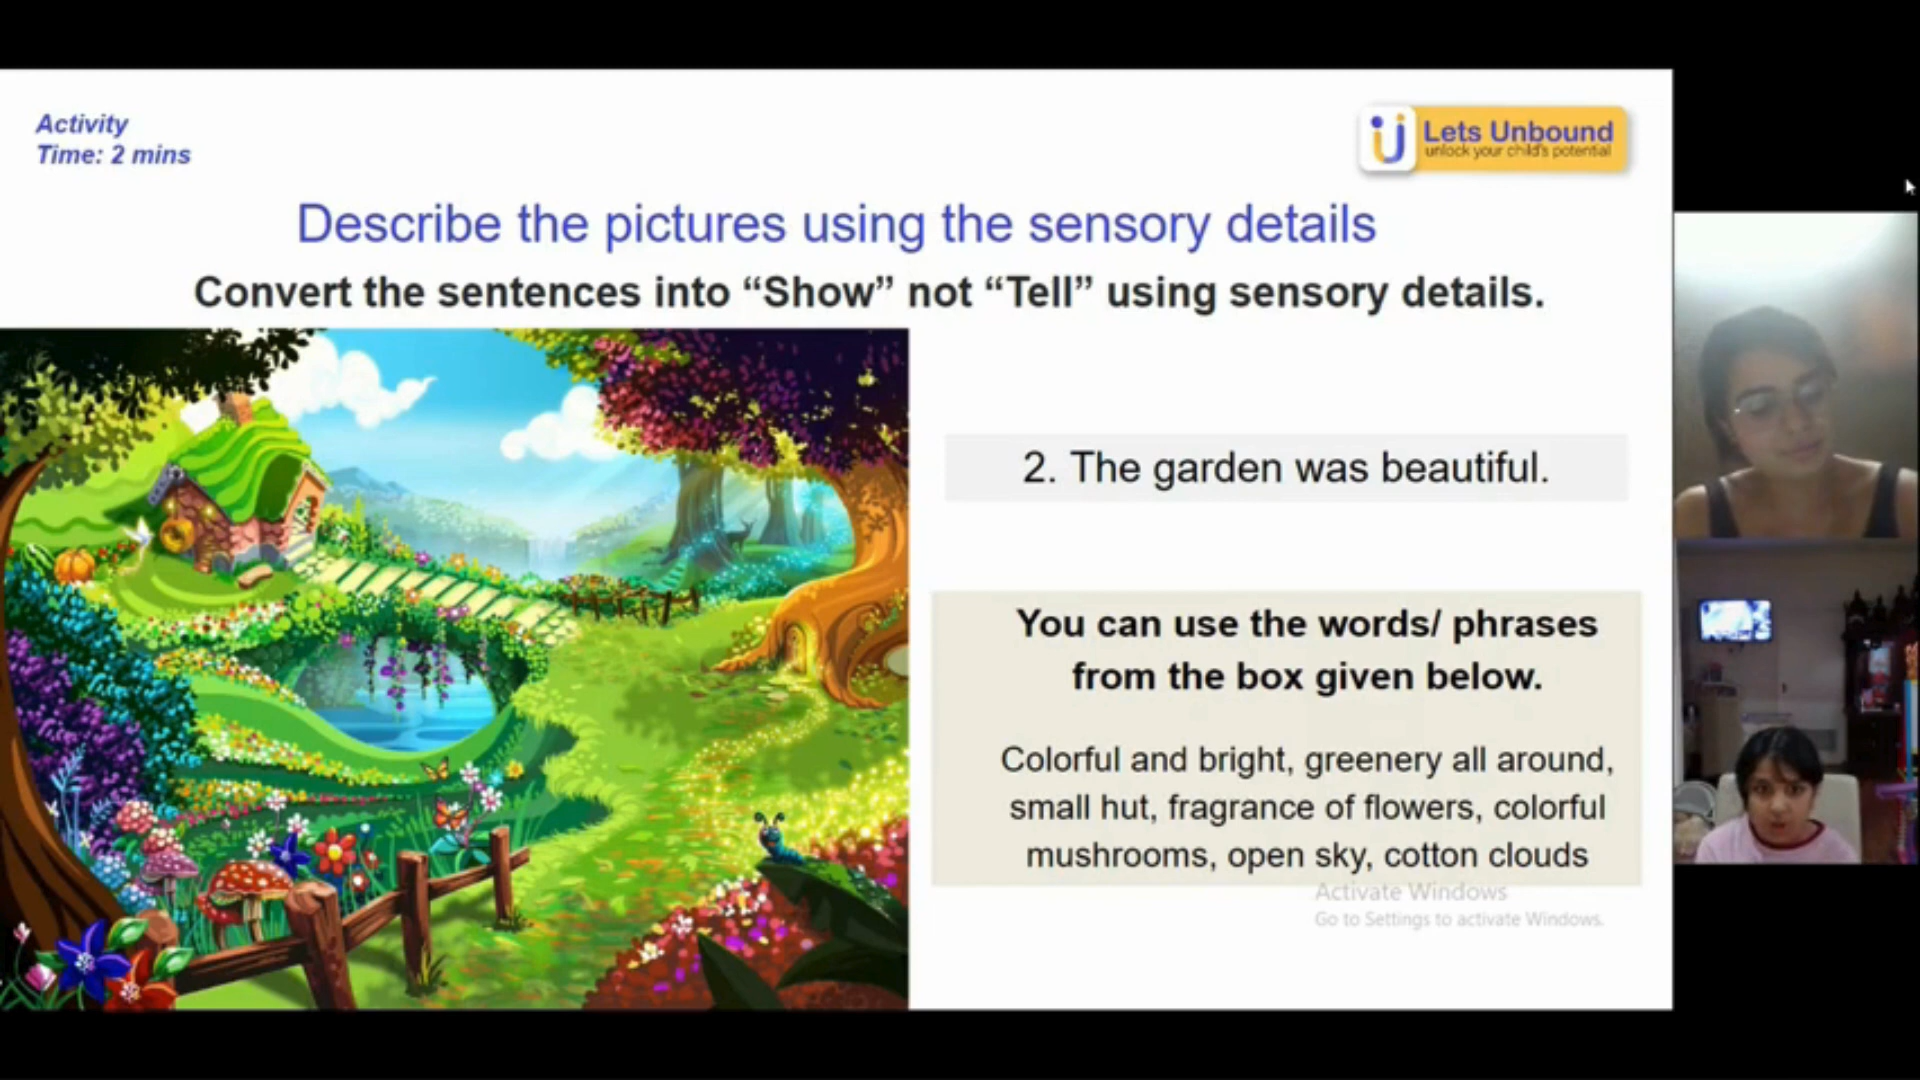 Activity
Time: 2 mins
Lets Unbound
unlock your child's potential
Describe the pictures using the sensory details
Convert the sentences into “Show” not “Tell” using sensory details.
2. The garden was beautiful.
You can use the words/ phrases
from the box given below.
Colorful and bright, greenery all around,
small hut, fragrance of flowers, colorful
mushrooms, open sky, cotton clouds
Activate Windows
Go to Settings to activate Windows.